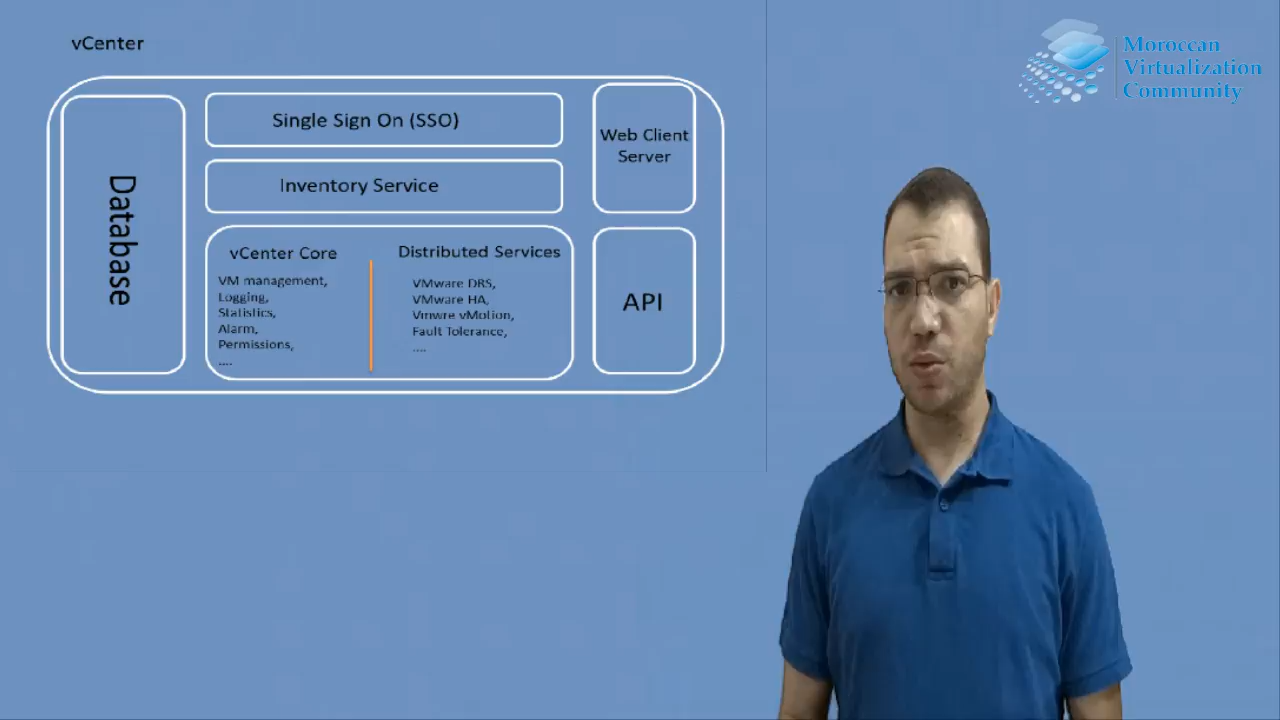 vCenter
Moroccan
Virtualization
Community
Database
Single Sign On (SSO)
Inventory Service
Web Client
Server
vCenter Core
VM management,
Logging,
Statistics,
Alarm,
Permissions,
....
Distributed Services
VMware DRS,
VMware HA,
Vmwre vMotion,
Fault Tolerance,
....
API